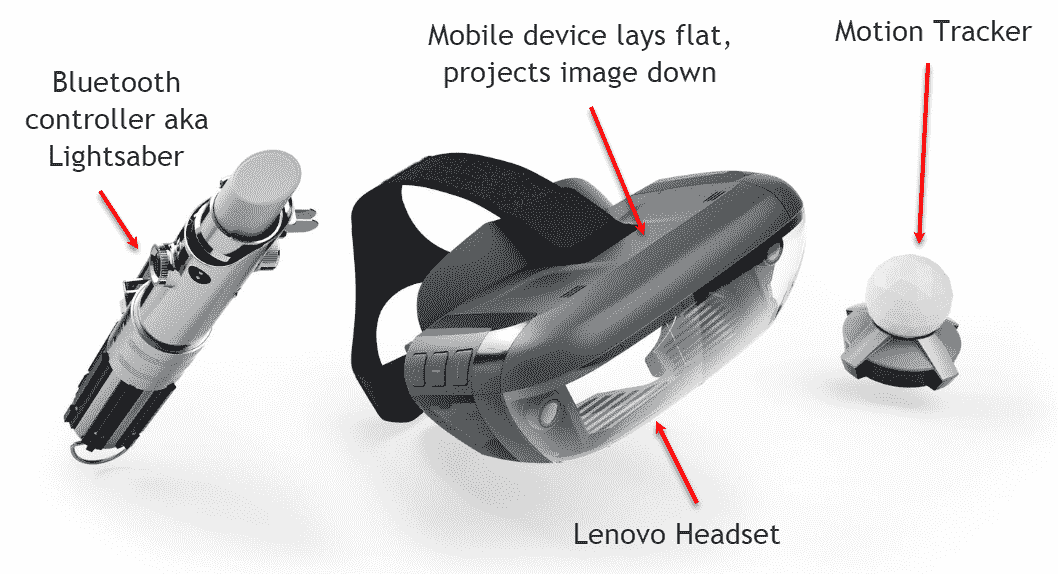 Bluetooth
controller aka
Lightsaber
Mobile device lays flat,
projects image down
Motion Tracker
Lenovo Headset